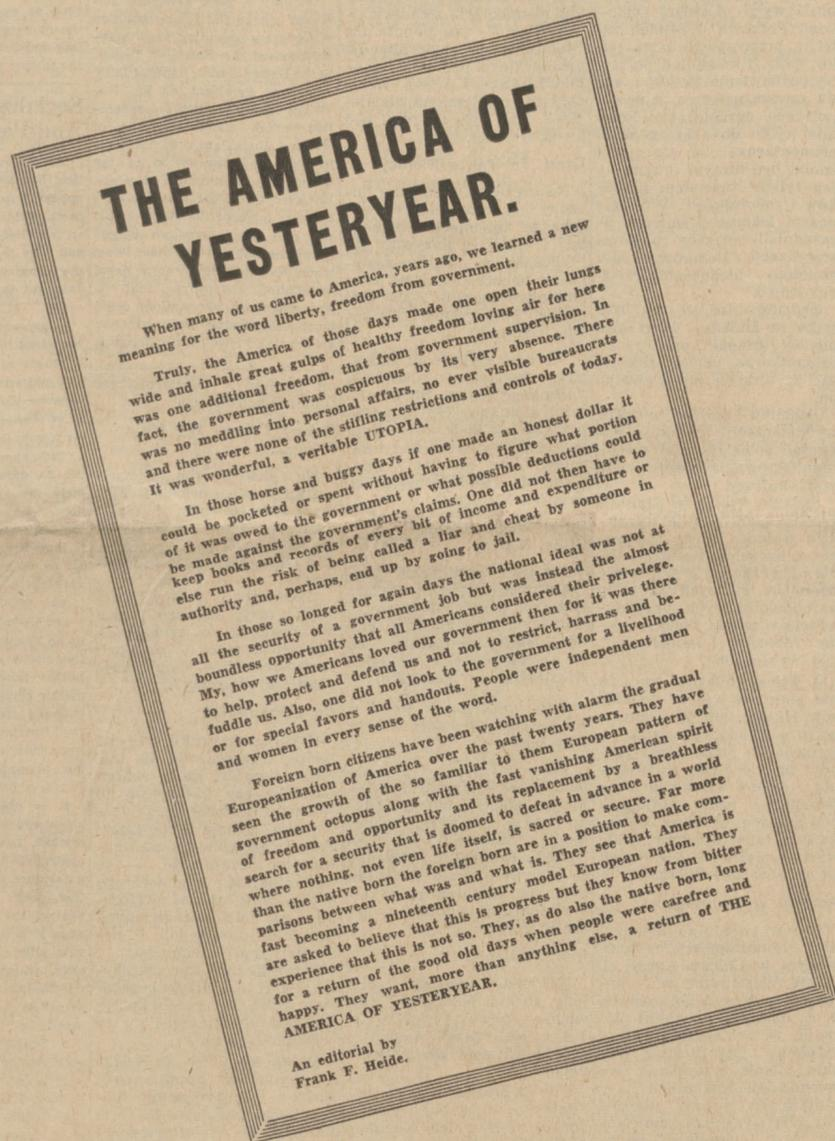 THE AMERICA OF
YESTERYEAR.
When many of us came to America, years ago, we learned a new
meaning for the word liberty, freedom from government.
Truly, the America of those days made one open their lungs
wide and inhale great gulps of healthy freedom loving air for here
was one additional freedom, that from government supervision. In
fact, the government was cospicuous by its very absence. There
was no meddling into personal affairs, no ever visible bureaucrats
and there were none of the stifling restrictions and controls of today.
It was wonderful, a veritable UTOPIA.
In those horse and buggy days if one made an honest dollar it
could be pocketed or spent without having to figure what portion
of it was owed to the government or what possible deductions could
be made against the government's claims. One did not then have to
keep books and records of every bit of income and expenditure or
else run the risk of being called a liar and cheat by someone in
authority and, perhaps, end up by going to jail.
In those so longed for again days the national ideal was not at
all the security of a government job but was instead the almost
boundless opportunity that all Americans considered their privelege.
My, how we Americans loved our government then for it was there
to help, protect and defend us and not to restrict, harrass and be-
fuddle us. Also, one did not look to the government for a livelihood
or for special favors and handouts. People were independent men
and women in every sense of the word.
Foreign born citizens have been watching with alarm the gradual
Europeanization of America over the past twenty years. They have
seen the growth of the so familiar to them European pattern of
government octopus along with the fast vanishing American spirit
of freedom and opportunity and its replacement by a breathless
search for a security that is doomed to defeat in advance in a world
where nothing, not even life itself, is sacred or secure. Far more
than the native born the foreign born are in a position to make com-
parisons between what was and what is. They see that America is
fast becoming a nineteenth century model European nation. They
are asked to believe that this is progress but they know from bitter
experience that this is not so. They, as do also the native born, long
for a return of the good old days when people were carefree and
happy. They want, more than anything else, a return of THE
AMERICA OF YESTERYEAR.
An editorial by
Frank F. Heide.